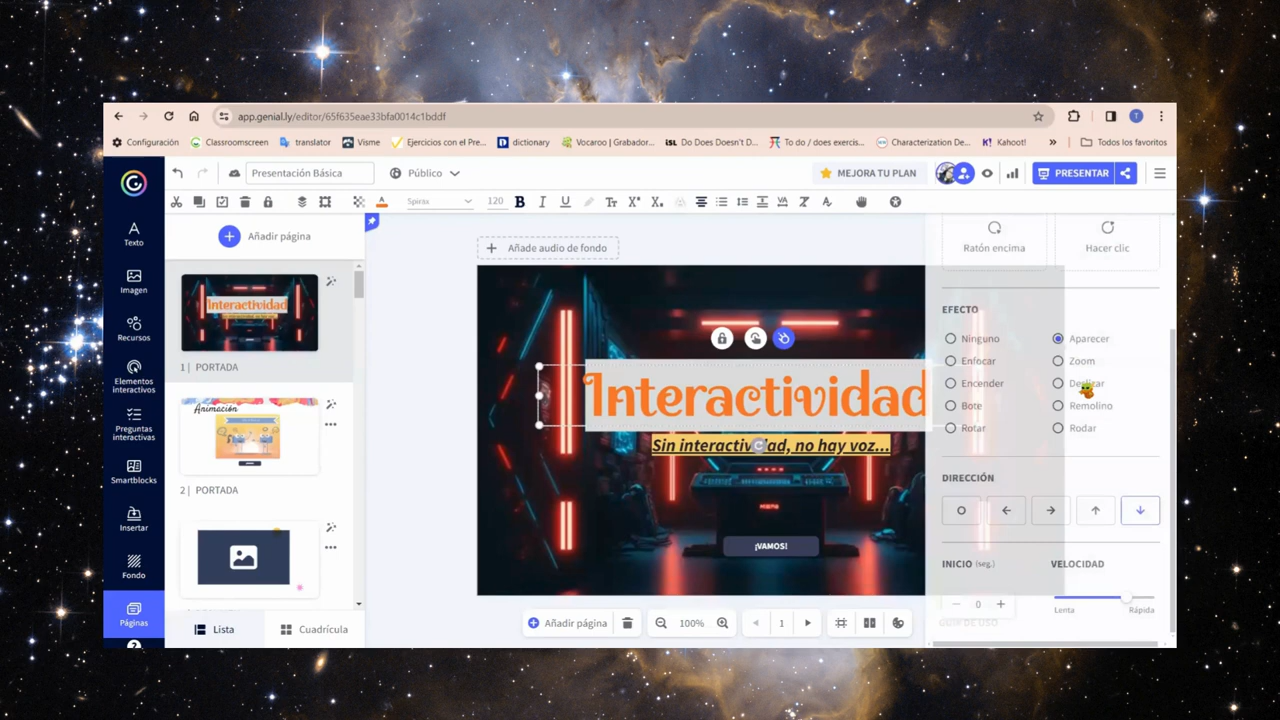 app.genial.ly/editor/65f635eae33bfa0014c1bddf
Configuración Classroomscreen translator Visme Ejercicios con el Pre... dictionary Vocaroo | Grabador... ISL Do Does Doesn't D... To do / does exercis... Characterization De... K! Kahoot! » Todos los favoritos
Presentación Básica Público MEJORA TU PLAN PRESENTAR
Spicas 120 B I U
Texto
Imagen
Recursos
Elementos interactivos
Preguntas interactivas
Smartblocks
Insertar
Fondo
Páginas
Añadir página
Interactividad
1 | PORTADA
Animación
2 | PORTADA
Lista Cuadrícula
Añade audio de fondo
Interactividad
Sin interactividad, no hay voz...
¡VAMOS!
Añadir página 100% 1
Ratón encima Hacer clic
EFECTO
Ninguno Aparecer
Enfocar Zoom
Encender Deslizar
Bote Remolino
Rotar Rodar
DIRECCIÓN
INICIO (seg.) VELOCIDAD
0
Lenta Rápida
GUÍA DE USO